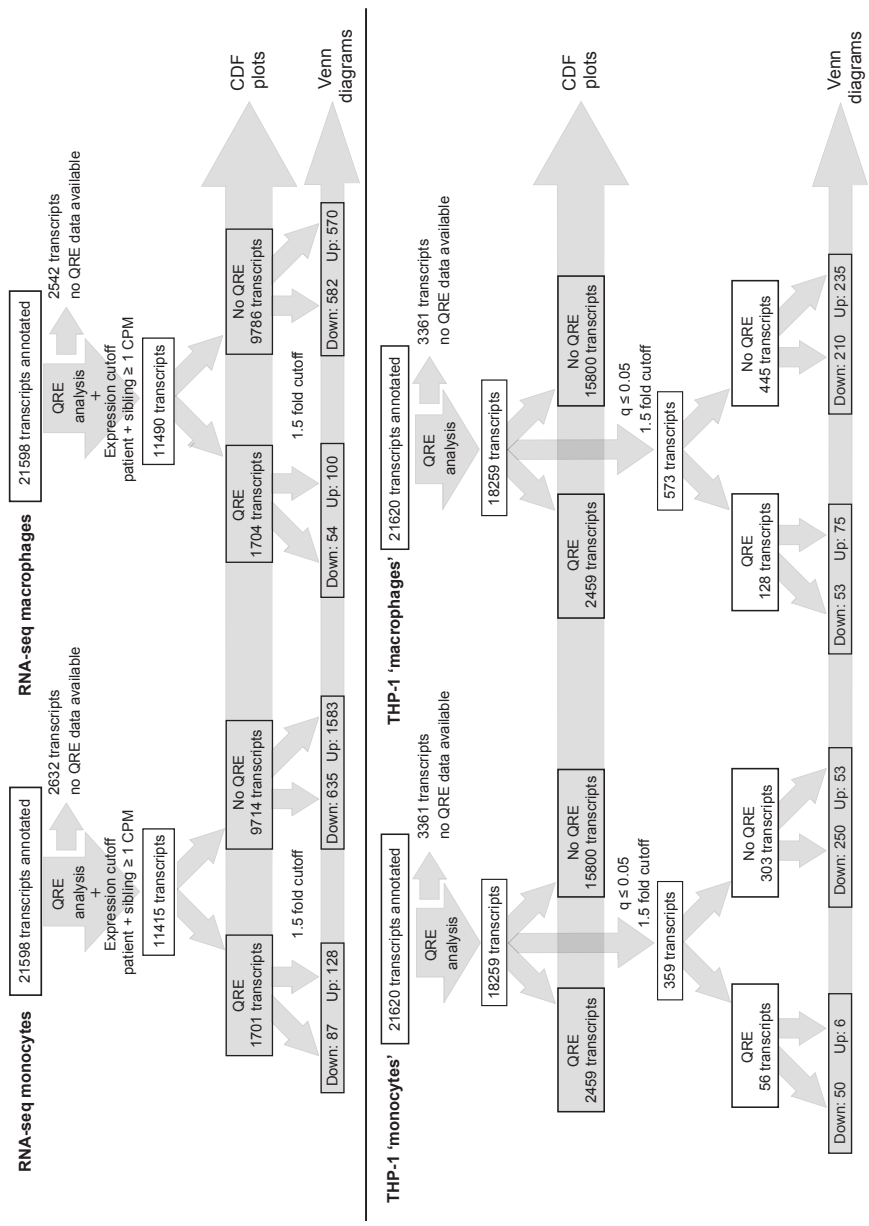 RNA-seq monocytes
21598 transcripts annotated
QRE
analysis
+
2632 transcripts
no QRE data available
Expression cutoff
patient + sibling ≥ 1 CPM
11415 transcripts
QRE
1701 transcripts
No QRE
9714 transcripts
1.5 fold cutoff
Down: 87 Up: 128
Down: 635 Up: 1583
RNA-seq macrophages
21598 transcripts annotated
QRE
analysis
+
2542 transcripts
no QRE data available
Expression cutoff
patient + sibling ≥ 1 CPM
11490 transcripts
QRE
1704 transcripts
No QRE
9786 transcripts
1.5 fold cutoff
Down: 54 Up: 100
Down: 582 Up: 570
CDF
plots
Venn
diagrams
THP-1 ‘monocytes’
21620 transcripts annotated
QRE
analysis
3361 transcripts
no QRE data available
18259 transcripts
QRE
2459 transcripts
No QRE
15800 transcripts
q ≤ 0.05
1.5 fold cutoff
359 transcripts
QRE
56 transcripts
No QRE
303 transcripts
Down: 50 Up: 6
Down: 250 Up: 53
THP-1 ‘macrophages’
21620 transcripts annotated
QRE
analysis
3361 transcripts
no QRE data available
18259 transcripts
QRE
2459 transcripts
No QRE
15800 transcripts
q ≤ 0.05
1.5 fold cutoff
573 transcripts
QRE
128 transcripts
No QRE
445 transcripts
Down: 53 Up: 75
Down: 210 Up: 235
CDF
plots
Venn
diagrams